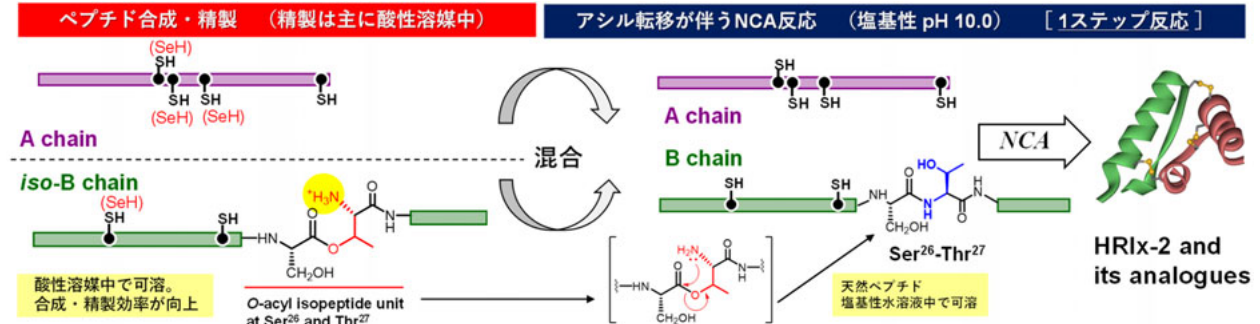 ペプチド合成・精製 （精製は主に酸性溶媒中）
(SeH)
SH
SH
SH
SH
(SeH)
(SeH)
A chain
iso-B chain
(SeH)
SH
SH
⁺H₃N
O
O
N
H
HN
O
CH₂OH
酸性溶媒中で可溶。
合成・精製効率が向上
O-acyl isopeptide unit
at Ser²⁶ and Thr²⁷
混合
アシル転移が伴うNCA反応 （塩基性 pH 10.0） [ 1ステップ反応 ]
SH
SH
SH
SH
A chain
B chain
SH
SH
NH
O
HO
H
N
N
H
O
CH₂OH
Ser²⁶-Thr²⁷
H₂N
O
O
N
H
HN
O
CH₂OH
天然ペプチド
塩基性水溶液中で可溶
NCA
HRIx-2 and
its analogues